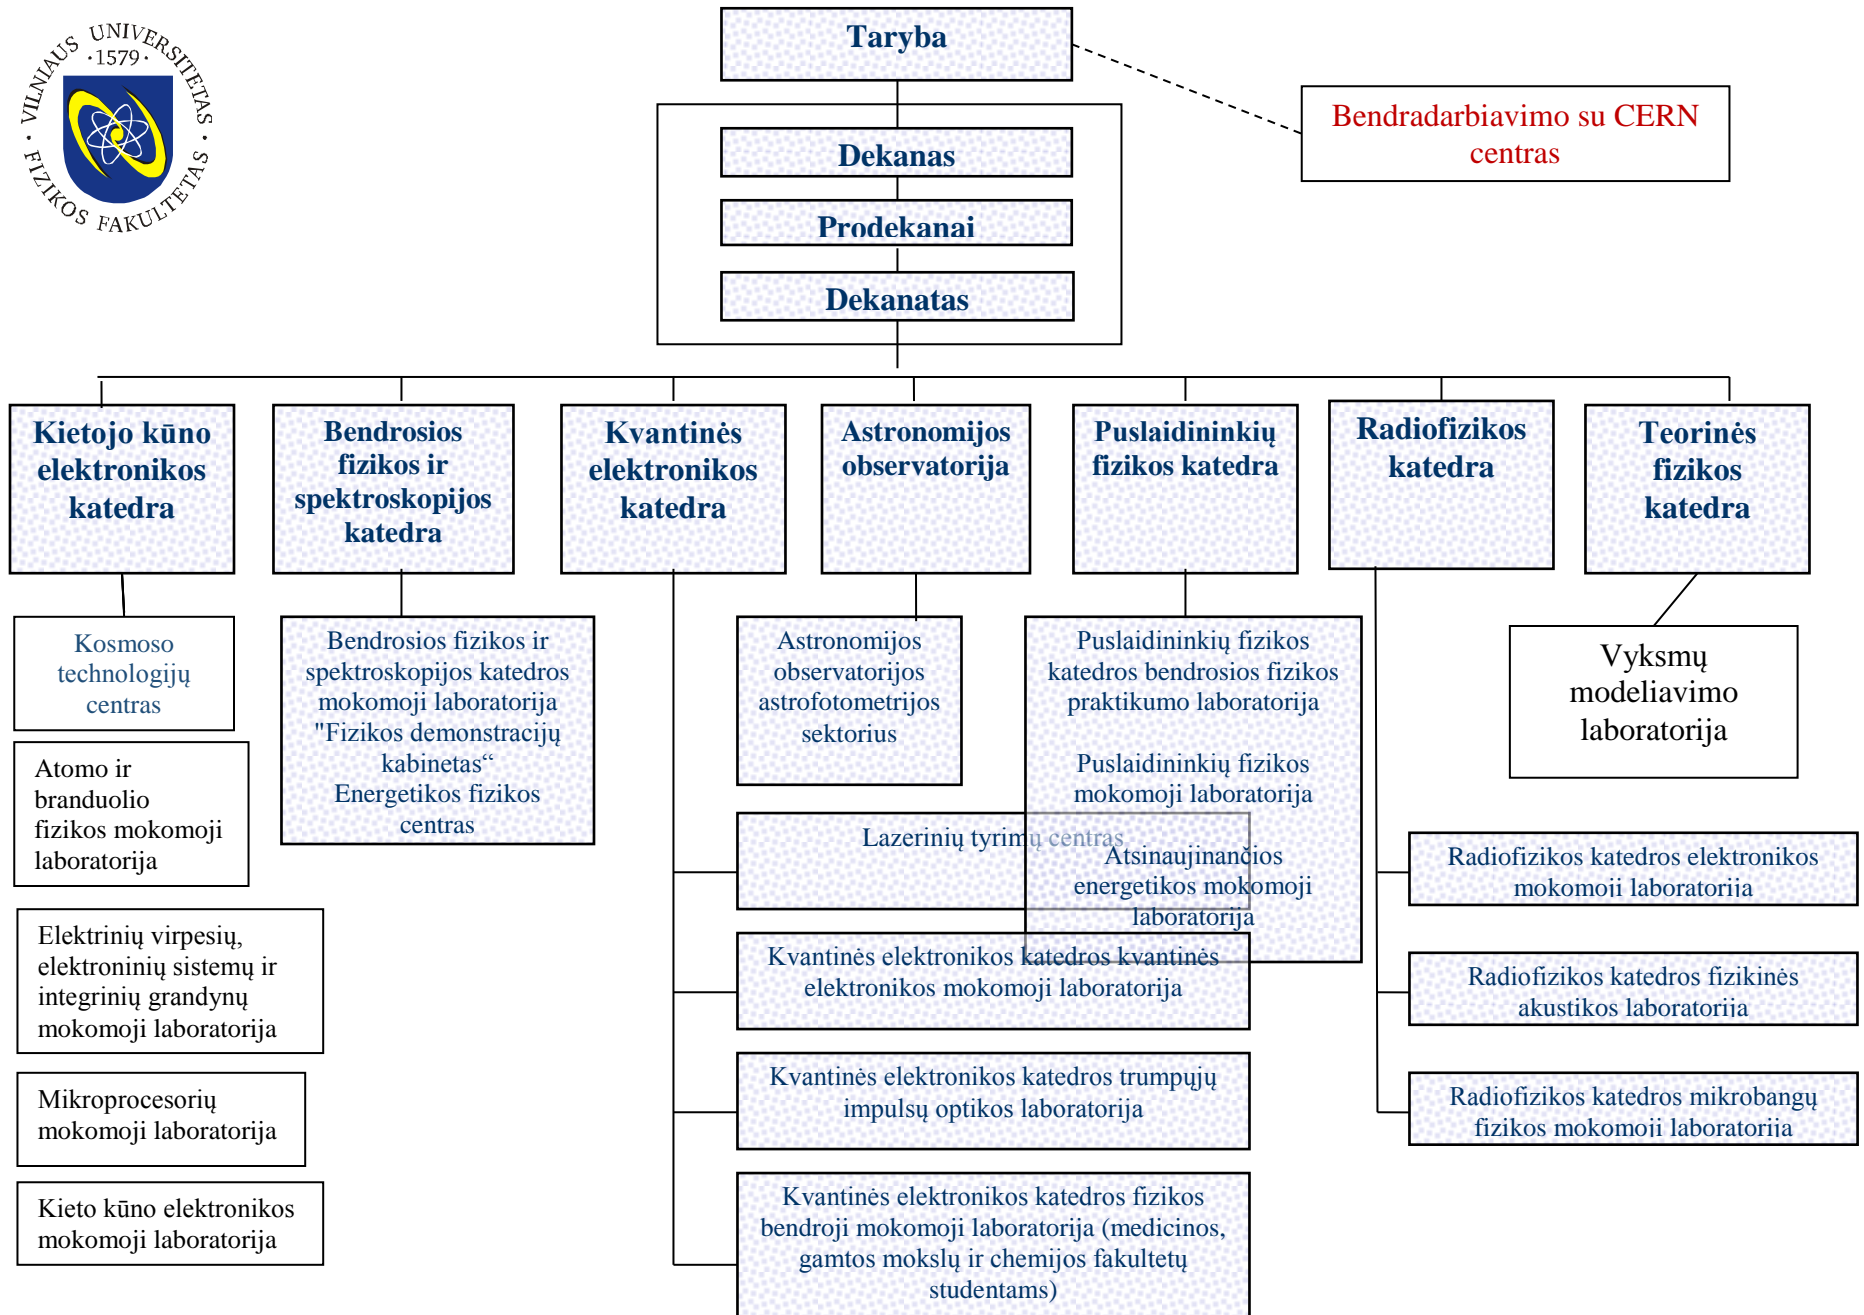 VILNIAUS UNIVERSITETAS
·1579·
FIZIKOS FAKULTETAS
Taryba
Bendradarbiavimo su CERN
centras
Dekanas
Prodekanai
Dekanatas
Kietojo kūno
elektronikos
katedra
Bendrosios
fizikos ir
spektroskopijos
katedra
Kvantinės
elektronikos
katedra
Astronomijos
observatorija
Puslaidininkių
fizikos katedra
Radiofizikos
katedra
Teorinės
fizikos
katedra
Kosmoso
technologijų
centras
Atomo ir
branduolio
fizikos mokomoji
laboratorija
Elektrinių virpesių,
elektroninių sistemų ir
integrinių grandynų
mokomoji laboratorija
Mikroprocesorių
mokomoji laboratorija
Kieto kūno elektronikos
mokomoji laboratorija
Bendrosios fizikos ir
spektroskopijos katedros
mokomoji laboratorija
"Fizikos demonstracijų
kabinetas“
Energetikos fizikos
centras
Astronomijos
observatorijos
astrofotometrijos
sektorius
Lazerinių tyrimų centras
Kvantinės elektronikos katedros kvantinės
elektronikos mokomoji laboratorija
Kvantinės elektronikos katedros trumpųjų
impulsų optikos laboratorija
Kvantinės elektronikos katedros fizikos
bendroji mokomoji laboratorija (medicinos,
gamtos mokslų ir chemijos fakultetų
studentams)
Puslaidininkių fizikos
katedros bendrosios fizikos
praktikumo laboratorija
Puslaidininkių fizikos
mokomoji laboratorija
Atsinaujinančios
energetikos mokomoji
laboratorija
Radiofizikos katedros elektronikos
mokomoji laboratorija
Radiofizikos katedros fizikinės
akustikos laboratorija
Radiofizikos katedros mikrobangų
fizikos mokomoji laboratorija
Vyksmų
modeliavimo
laboratorija